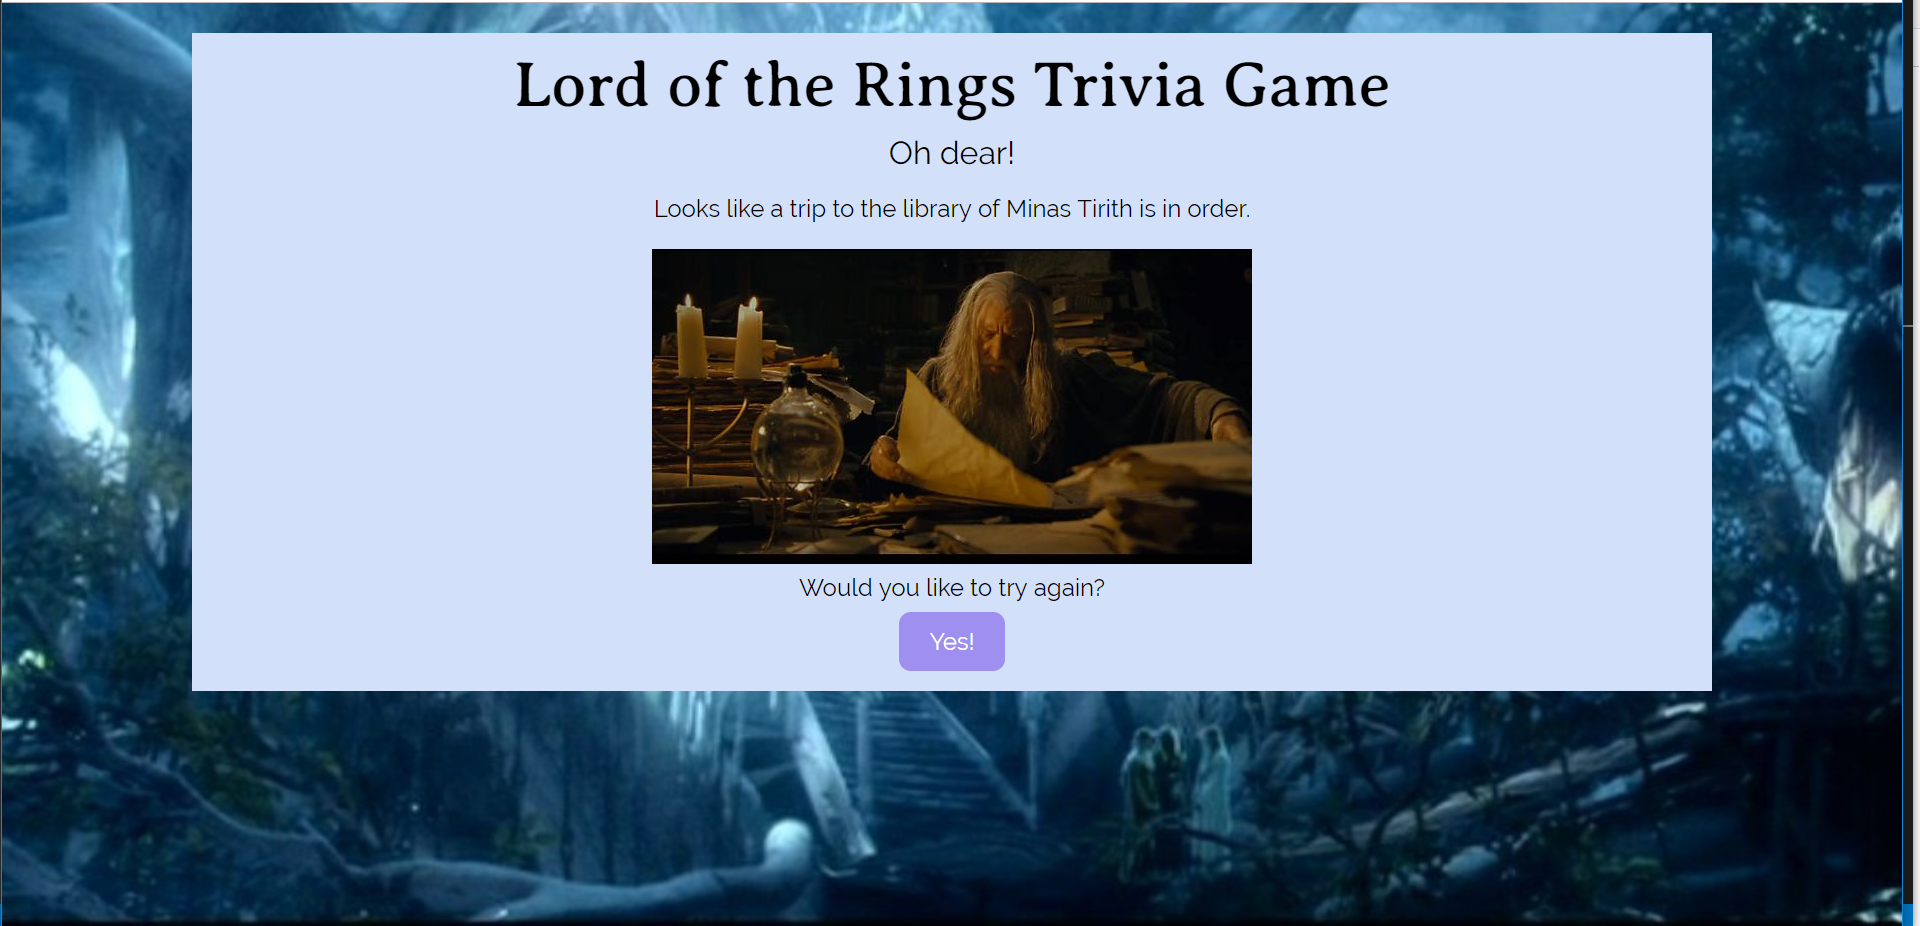 Lord of the Rings Trivia Game
Oh dear!
Looks like a trip to the library of Minas Tirith is in order.
Would you like to try again?
Yes!